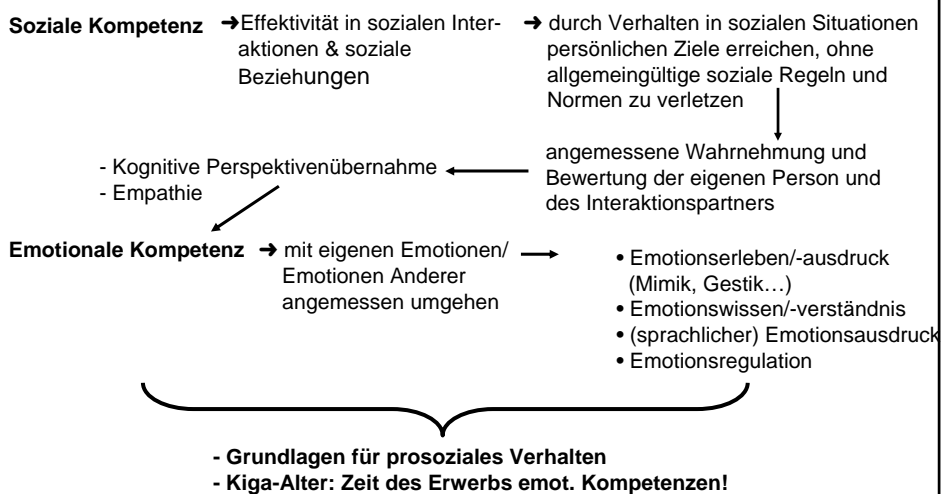 Soziale Kompetenz ➔Effektivität in sozialen Inter-
aktionen & soziale
Beziehungen
➔ durch Verhalten in sozialen Situationen
persönlichen Ziele erreichen, ohne
allgemeingültige soziale Regeln und
Normen zu verletzen
angemessene Wahrnehmung und
Bewertung der eigenen Person und
des Interaktionspartners
- Kognitive Perspektivenübernahme
- Empathie
Emotionale Kompetenz ➔ mit eigenen Emotionen/
Emotionen Anderer
angemessen umgehen
• Emotionserleben/-ausdruck
(Mimik, Gestik…)
• Emotionswissen/-verständnis
• (sprachlicher) Emotionsausdruck
• Emotionsregulation
- Grundlagen für prosoziales Verhalten
- Kiga-Alter: Zeit des Erwerbs emot. Kompetenzen!